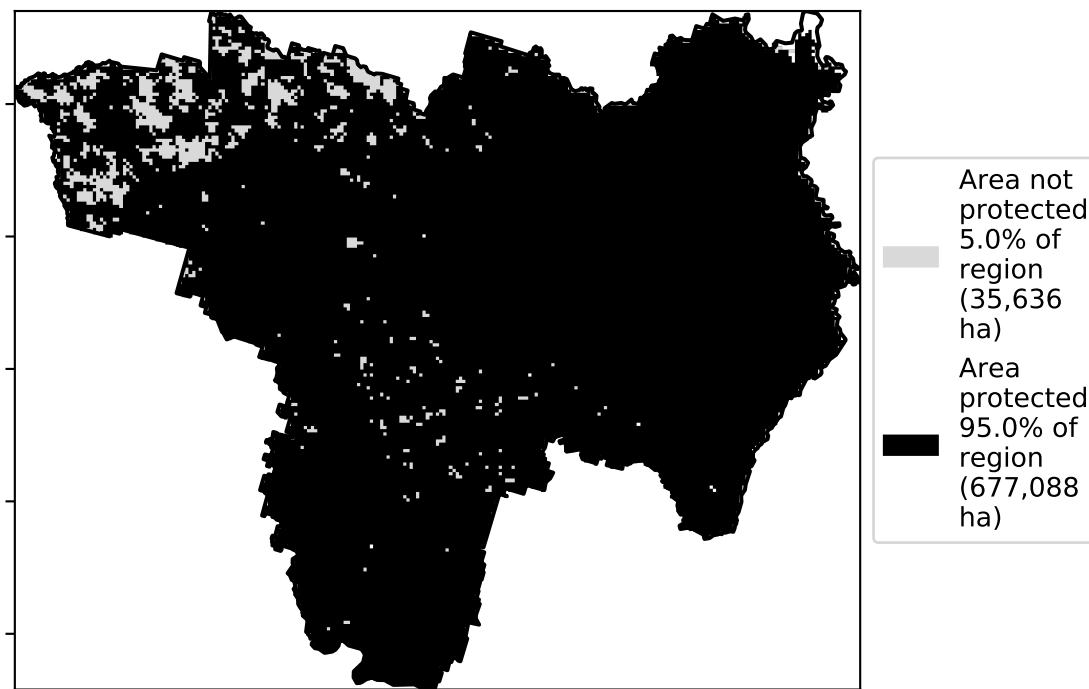 Area not
protected
5.0% of
region
(35,636
ha)
Area
protected
95.0% of
region
(677,088
ha)